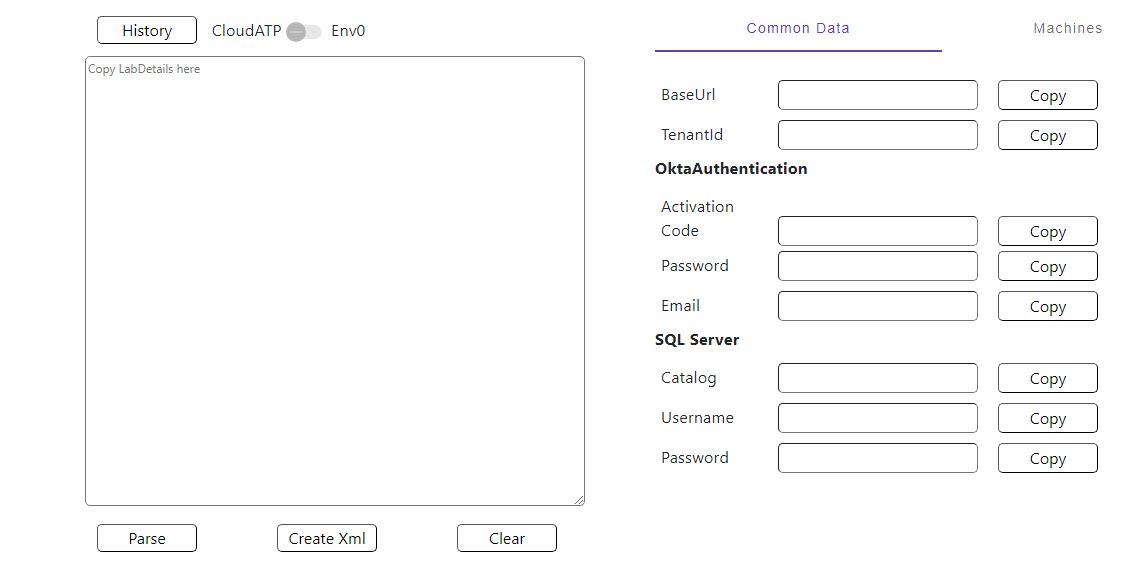 History
CloudATP Env0
Copy LabDetails here
Parse
Create Xml
Clear
Common Data
Machines
BaseUrl
Copy
TenantId
Copy
OktaAuthentication
Activation
Code
Copy
Password
Copy
Email
Copy
SQL Server
Catalog
Copy
Username
Copy
Password
Copy